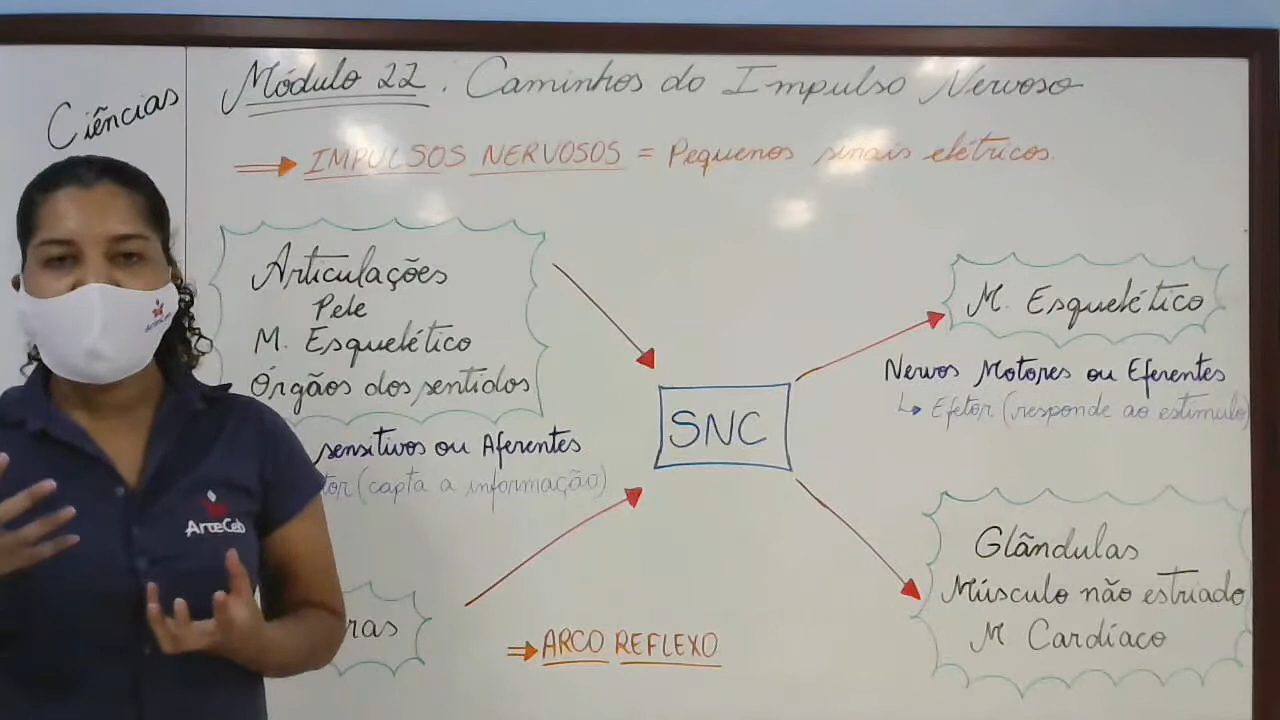 Ciências
Módulo 22. Caminhos do Impulso Nervoso
⇒ IMPULSOS NERVOSOS = Pequenos sinais elétricos.
Articulações
Pele
M. Esquelético
Órgãos dos sentidos
sensitivos ou Aferentes
(capta a informação)
SNC
M. Esquelético
Nervos Motores ou Eferentes
↳ Efetor (responde ao estímulo)
Glândulas
Músculo não estriado
M Cardíaco
⇒ ARCO REFLEXO
ArteCeb